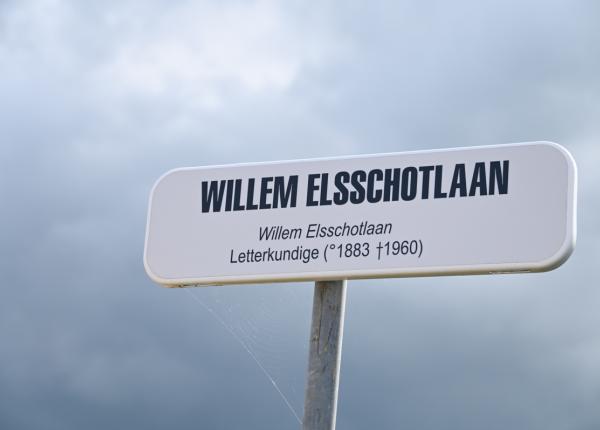 WILLEM ELSSCHOTLAAN
Willem Elsschotlaan
Letterkundige (°1883 †1960)